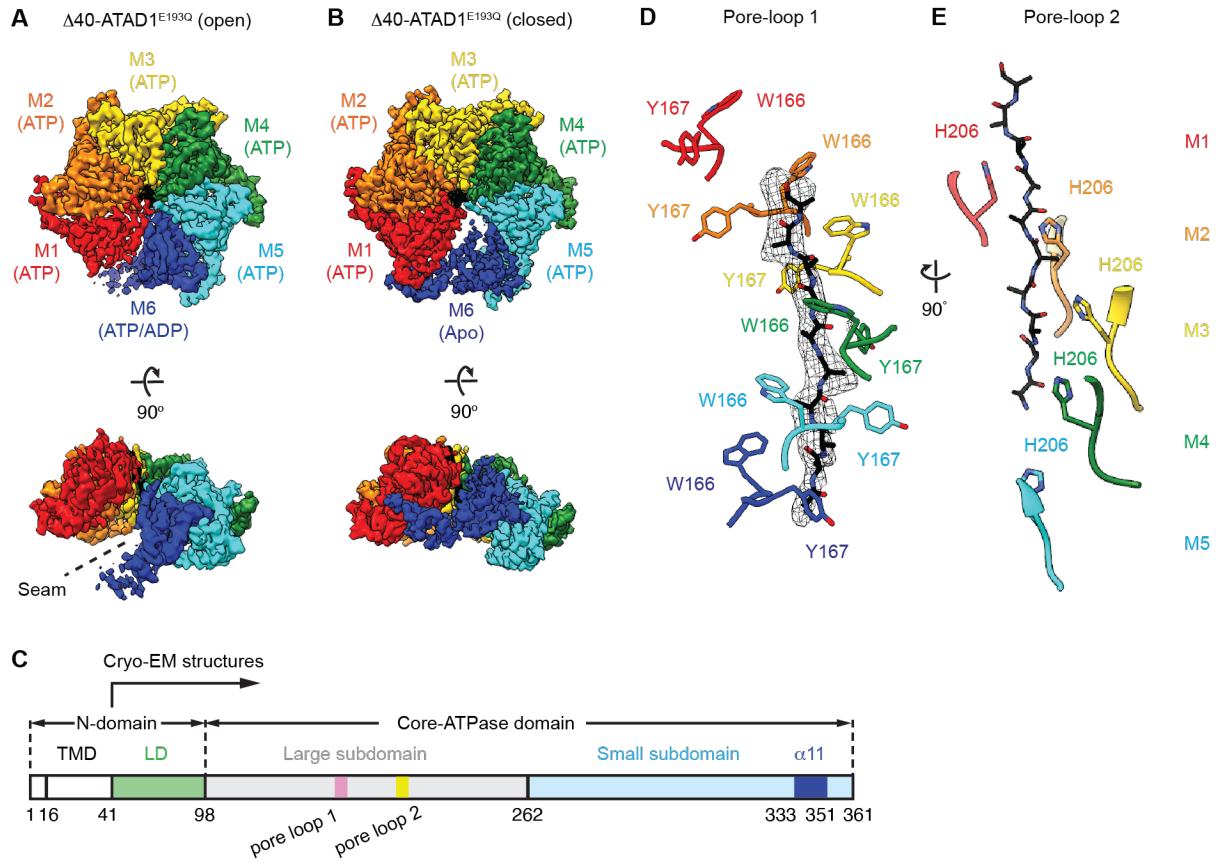 A
Δ40-ATAD1E193Q (open)
M3
(ATP)
M2
(ATP)
M4
(ATP)
M1
(ATP)
M5
(ATP)
M6
(ATP/ADP)
90°
Seam
B
Δ40-ATAD1E193Q (closed)
M3
(ATP)
M2
(ATP)
M4
(ATP)
M1
(ATP)
M5
(ATP)
M6
(Apo)
90°
D
Pore-loop 1
Y167
W166
W166
Y167
W166
Y167
W166
Y167
W166
Y167
W166
Y167
90°
E
Pore-loop 2
H206
H206
H206
H206
H206
M1
M2
M3
M4
M5
C
Cryo-EM structures
N-domain
Core-ATPase domain
TMD
LD
Large subdomain
Small subdomain
α11
1 16 41 98 262 333 351 361
pore loop 1
pore loop 2